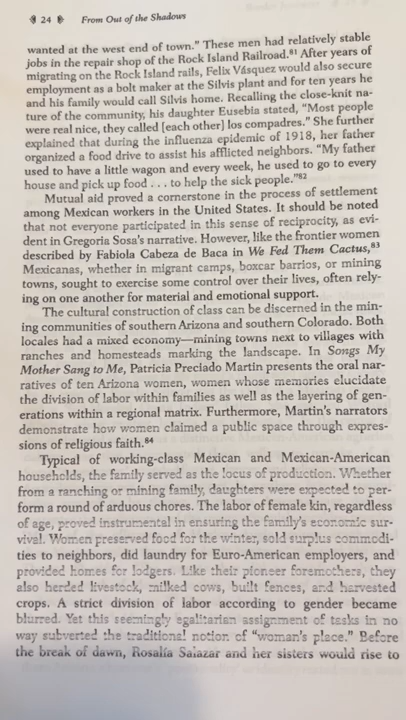 24 From Out of the Shadows
wanted at the west end of town." These men had relatively stable
jobs in the repair shop of the Rock Island Railroad.81 After years of
migrating on the Rock Island rails, Felix Vásquez would also secure
employment as a bolt maker at the Silvis plant and for ten years he
and his family would call Silvis home. Recalling the close-knit na-
ture of the community, his daughter Eusebia stated, "Most people
were real nice, they called [each other] los compadres." She further
explained that during the influenza epidemic of 1918, her father
organized a food drive to assist his afflicted neighbors. "My father
used to have a little wagon and every week, he used to go to every
house and pick up food . . . to help the sick people."82
Mutual aid proved a cornerstone in the process of settlement
among Mexican workers in the United States. It should be noted
that not everyone participated in this sense of reciprocity, as evi-
dent in Gregoria Sosa's narrative. However, like the frontier women
described by Fabiola Cabeza de Baca in We Fed Them Cactus,83
Mexicanas, whether in migrant camps, boxcar barrios, or mining
towns, sought to exercise some control over their lives, often rely-
ing on one another for material and emotional support.
The cultural construction of class can be discerned in the min-
ing communities of southern Arizona and southern Colorado. Both
locales had a mixed economy—mining towns next to villages with
ranches and homesteads marking the landscape. In Songs My
Mother Sang to Me, Patricia Preciado Martin presents the oral nar-
ratives of ten Arizona women, women whose memories elucidate
the division of labor within families as well as the layering of gen-
erations within a regional matrix. Furthermore, Martin's narrators
demonstrate how women claimed a public space through expres-
sions of religious faith.84
Typical of working-class Mexican and Mexican-American
households, the family served as the locus of production. Whether
from a ranching or mining family, daughters were expected to per-
form a round of arduous chores. The labor of female kin, regardless
of age, proved instrumental in ensuring the family's economic sur-
vival. Women preserved food for the winter, sold surplus commodi-
ties to neighbors, did laundry for Euro-American employers, and
provided homes for lodgers. Like their pioneer foremothers, they
also herded livestock, milked cows, built fences, and harvested
crops. A strict division of labor according to gender became
blurred. Yet this seemingly egalitarian assignment of tasks in no
way subverted the traditional notion of "woman's place." Before
the break of dawn, Rosalía Salazar and her sisters would rise to